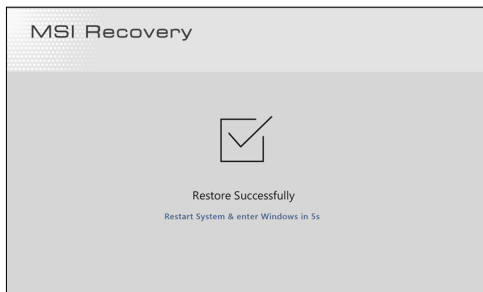 MSI Recovery
Restore Successfully
Restart System & enter Windows in 5s